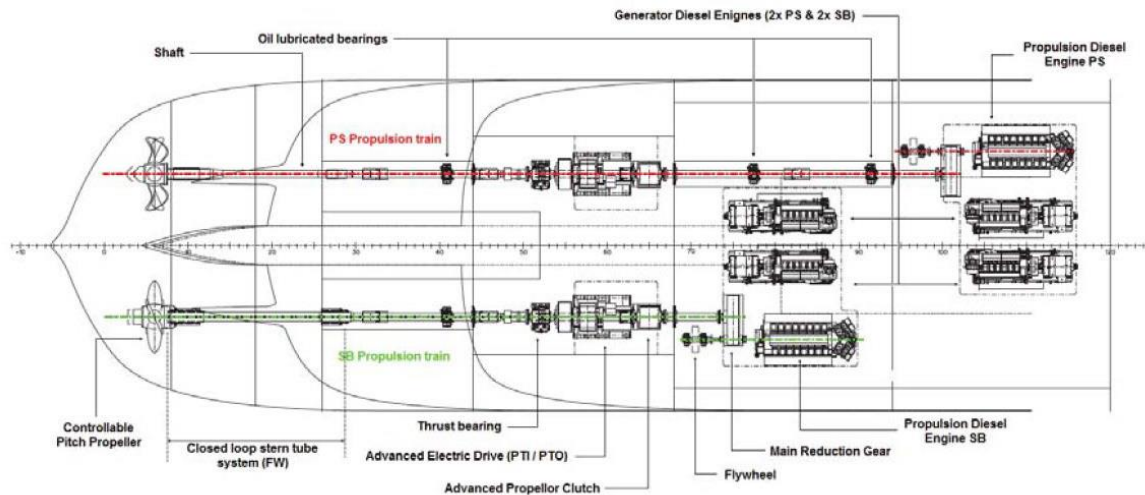 Generator Diesel Enignes (2x PS & 2x SB)
Oil lubricated bearings
Shaft
Propulsion Diesel
Engine PS
PS Propulsion train
-10
0
10
20
30
40
50
60
70
80
90
100
110
120
SB Propulsion train
Controllable
Pitch Propeller
Closed loop stern tube
system (FW)
Thrust bearing
Advanced Electric Drive (PTI / PTO)
Advanced Propellor Clutch
Flywheel
Main Reduction Gear
Propulsion Diesel
Engine SB